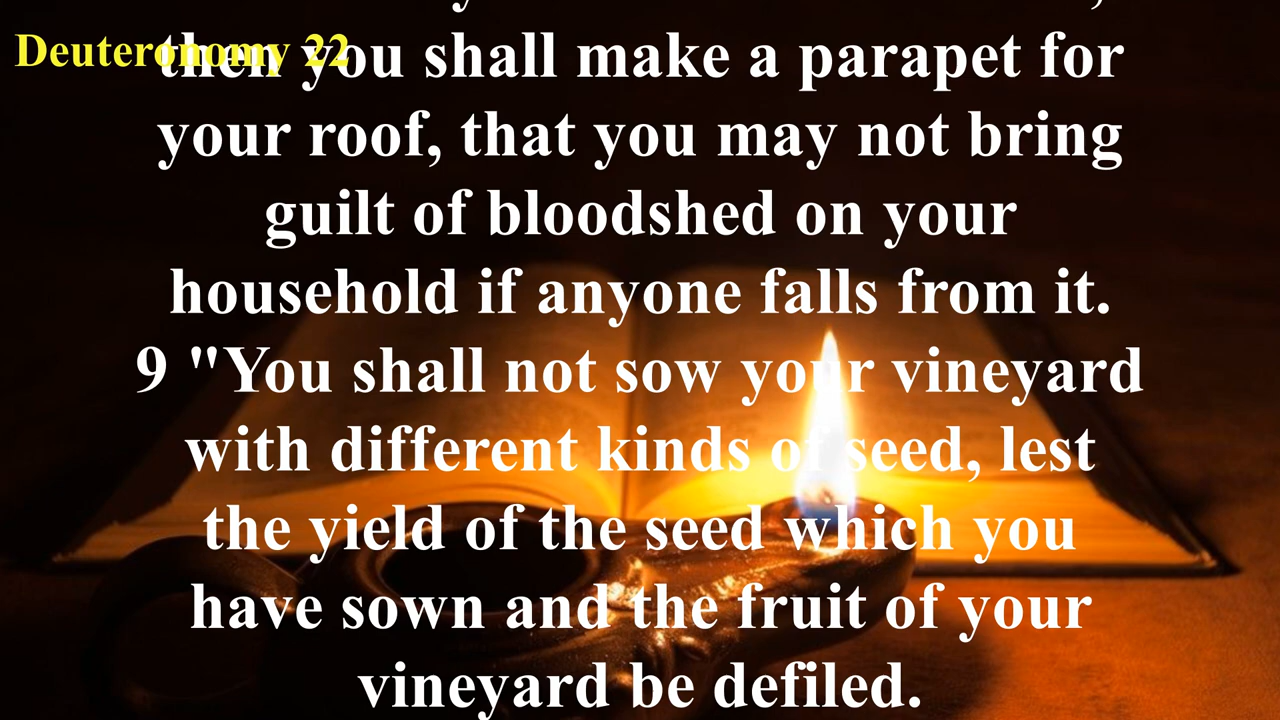 Deuteronomy 22
then you shall make a parapet for
your roof, that you may not bring
guilt of bloodshed on your
household if anyone falls from it.
9 "You shall not sow your vineyard
with different kinds of seed, lest
the yield of the seed which you
have sown and the fruit of your
vineyard be defiled.